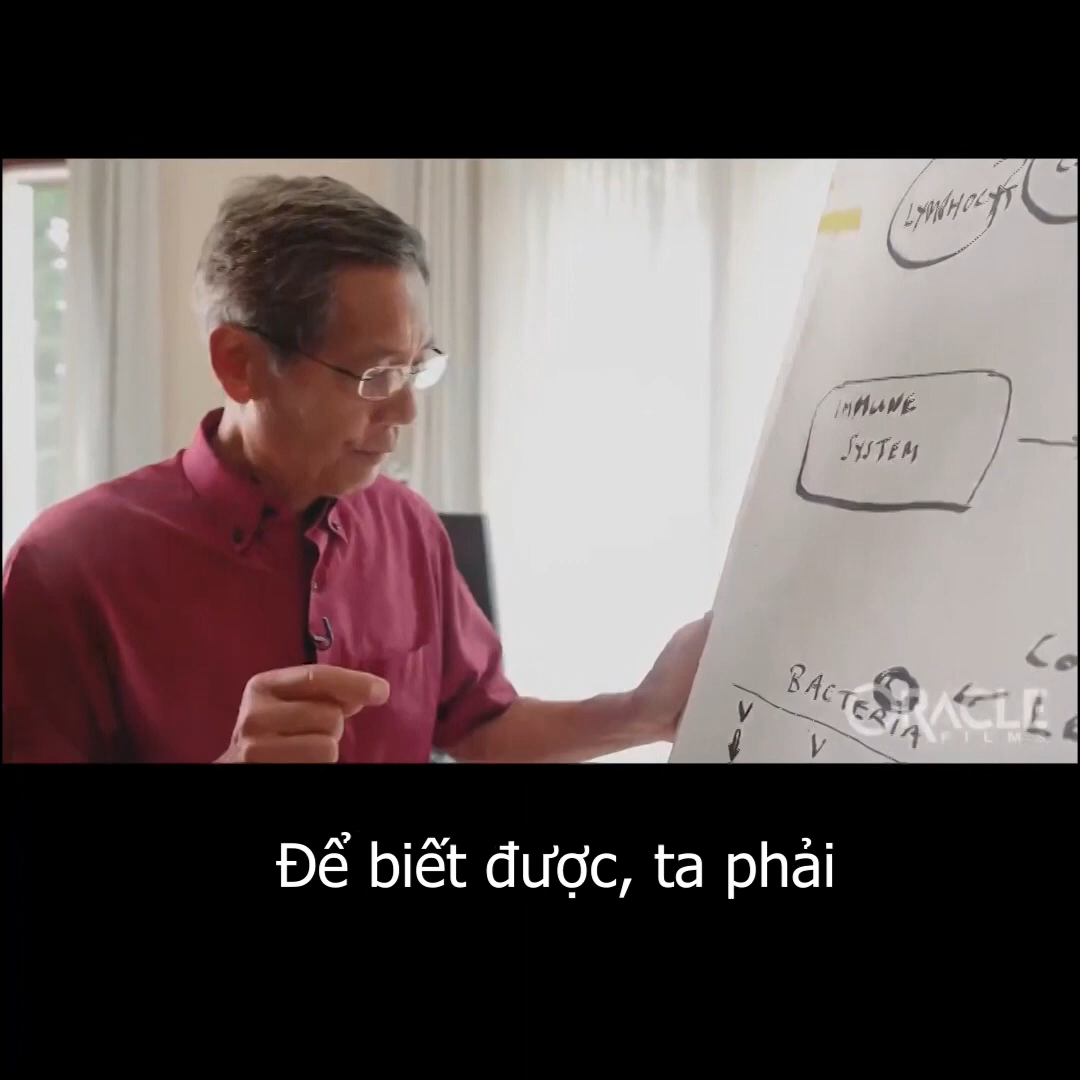 LYMPHOCYT
IMMUNE
SYSTEM
BACTERIA
ORACLE
FILMS
Để biết được, ta phải